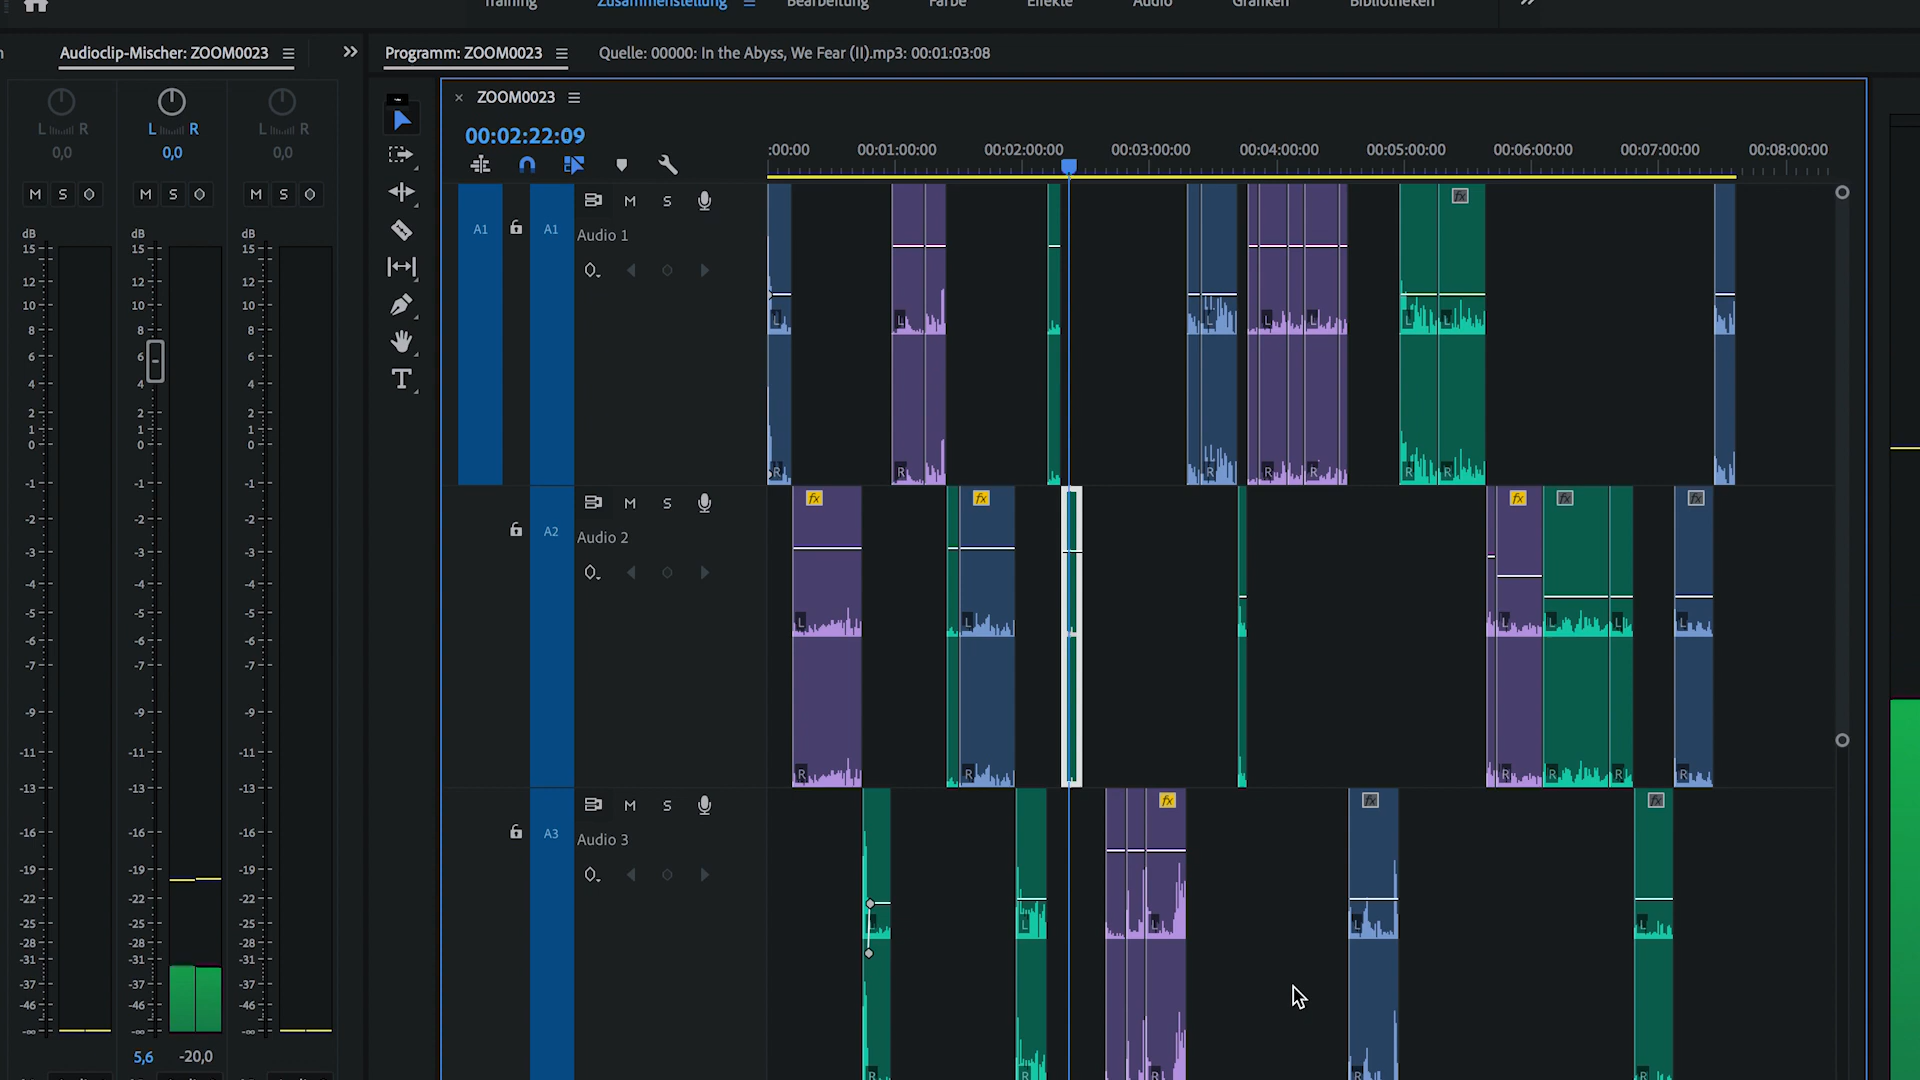 Training Zusammenstellung Bearbeitung Farbe Effekte Audio Grafiken Bibliotheken
Audioclip-Mischer: ZOOM0023
Programm: ZOOM0023
Quelle: 00000: In the Abyss, We Fear (II).mp3: 00:01:03:08
ZOOM0023
00:02:22:09
:00:00 00:01:00:00 00:02:00:00 00:03:00:00 00:04:00:00 00:05:00:00 00:06:00:00 00:07:00:00 00:08:00:00
L R L R L R
0,0 0,0 0,0
M S M S M S
dB dB dB
15 15 15
12 12 12
10 10 10
8 8 8
6 6 6
4 4 4
2 2 2
1 1 1
0 0 0
-1 -1 -1
-2 -2 -2
-3 -3 -3
-4 -4 -4
-5 -5 -5
-6 -6 -6
-7 -7 -7
-9 -9 -9
-11 -11 -11
-13 -13 -13
-16 -16 -16
-19 -19 -19
-22 -22 -22
-25 -25 -25
-28 -28 -28
-31 -31 -31
-37 -37 -37
-46 -46 -46
-∞ -∞ -∞
5,6 -20,0
T
A1 A1 M S
Audio 1
fx
L L L L L L L
R R R R R R R
A2 M S
Audio 2
fx fx fx fx fx
L L L L L L
R R R R R R
A3 M S
Audio 3
fx fx fx
L L L L L
R R R R